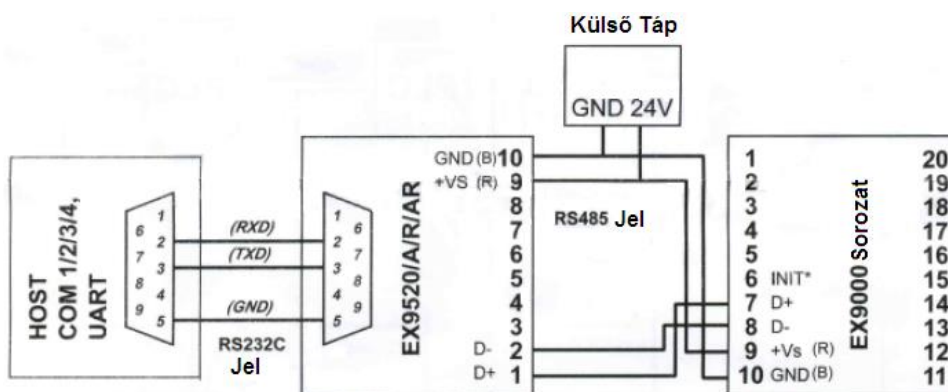 Külső Táp
GND 24V
HOST
COM 1/2/3/4,
UART
1
6
2
7
3
8
4
9
5
(RXD)
(TXD)
(GND)
RS232C
Jel
1
6
2
7
3
8
4
9
5
EX9520/A/R/AR
GND (B) 10
+VS (R) 9
8
7
6
5
4
3
D- 2
D+ 1
RS485 Jel
1
2
3
4
5
6 INIT*
7 D+
8 D-
9 +Vs (R)
10 GND (B)
EX9000 Sorozat
20
19
18
17
16
15
14
13
12
11